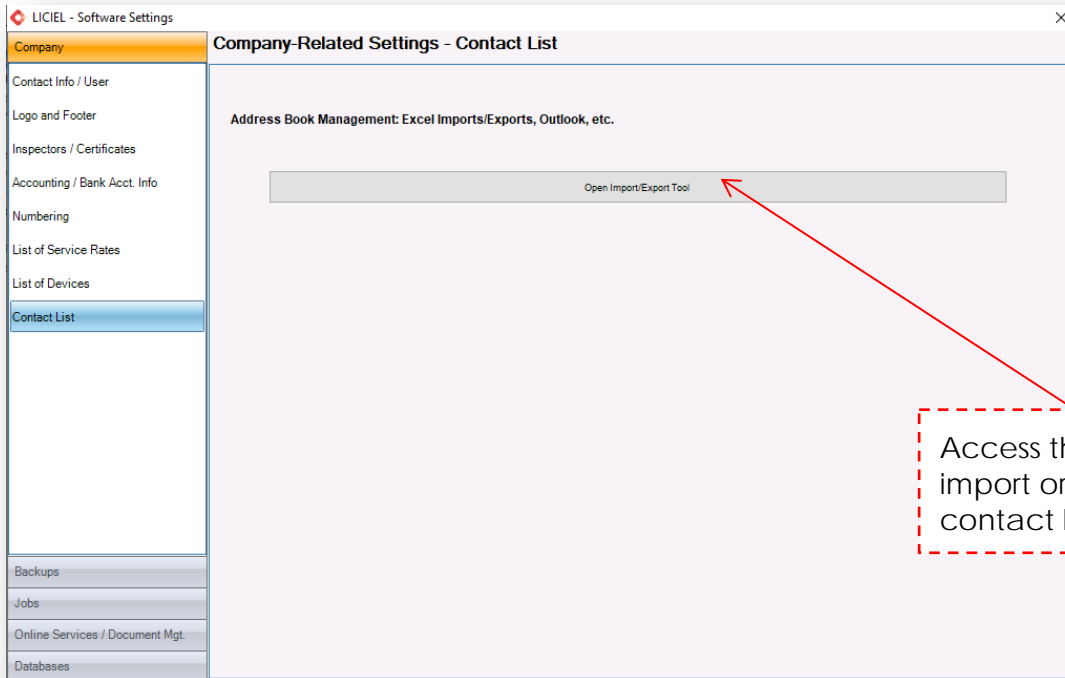 LICIEL - Software Settings
Company
Company-Related Settings - Contact List
Contact Info / User
Logo and Footer
Inspectors / Certificates
Accounting / Bank Acct. Info
Numbering
List of Service Rates
List of Devices
Contact List
Address Book Management: Excel Imports/Exports, Outlook, etc.
Open Import/Export Tool
Access
import
contact
Backups
Jobs
Online Services / Document Mgt.
Databases